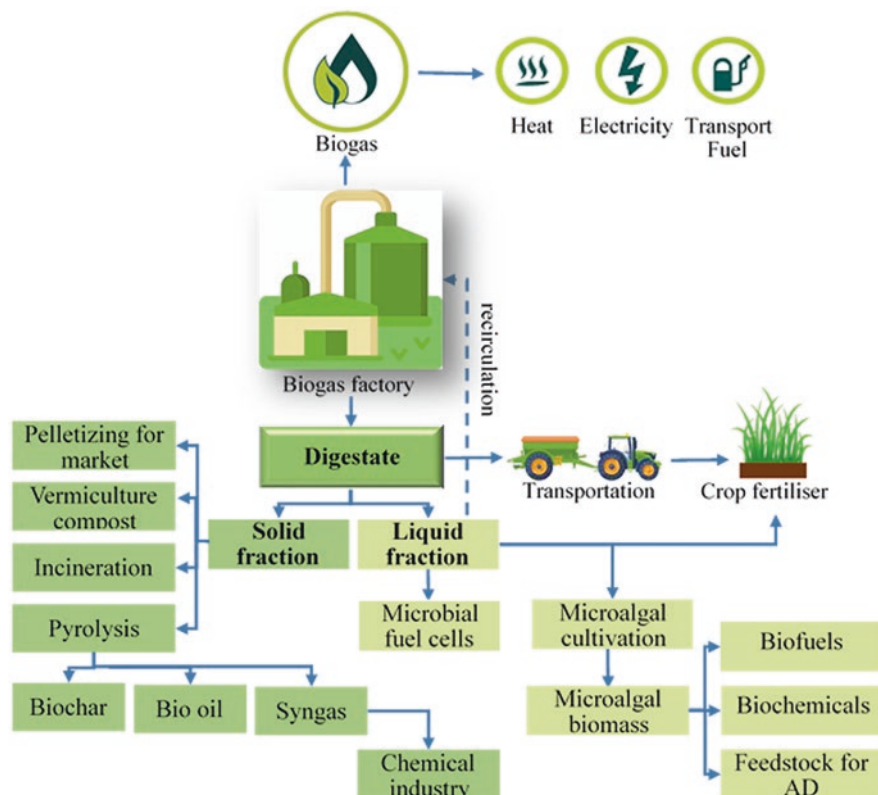 Biogas
Heat
Electricity
Transport
Fuel
recirculation
Biogas factory
Digestate
Transportation
Crop fertiliser
Pelletizing for
market
Vermiculture
compost
Incineration
Pyrolysis
Solid
fraction
Liquid
fraction
Microbial
fuel cells
Microalgal
cultivation
Microalgal
biomass
Biofuels
Biochemicals
Feedstock for
AD
Biochar
Bio oil
Syngas
Chemical
industry